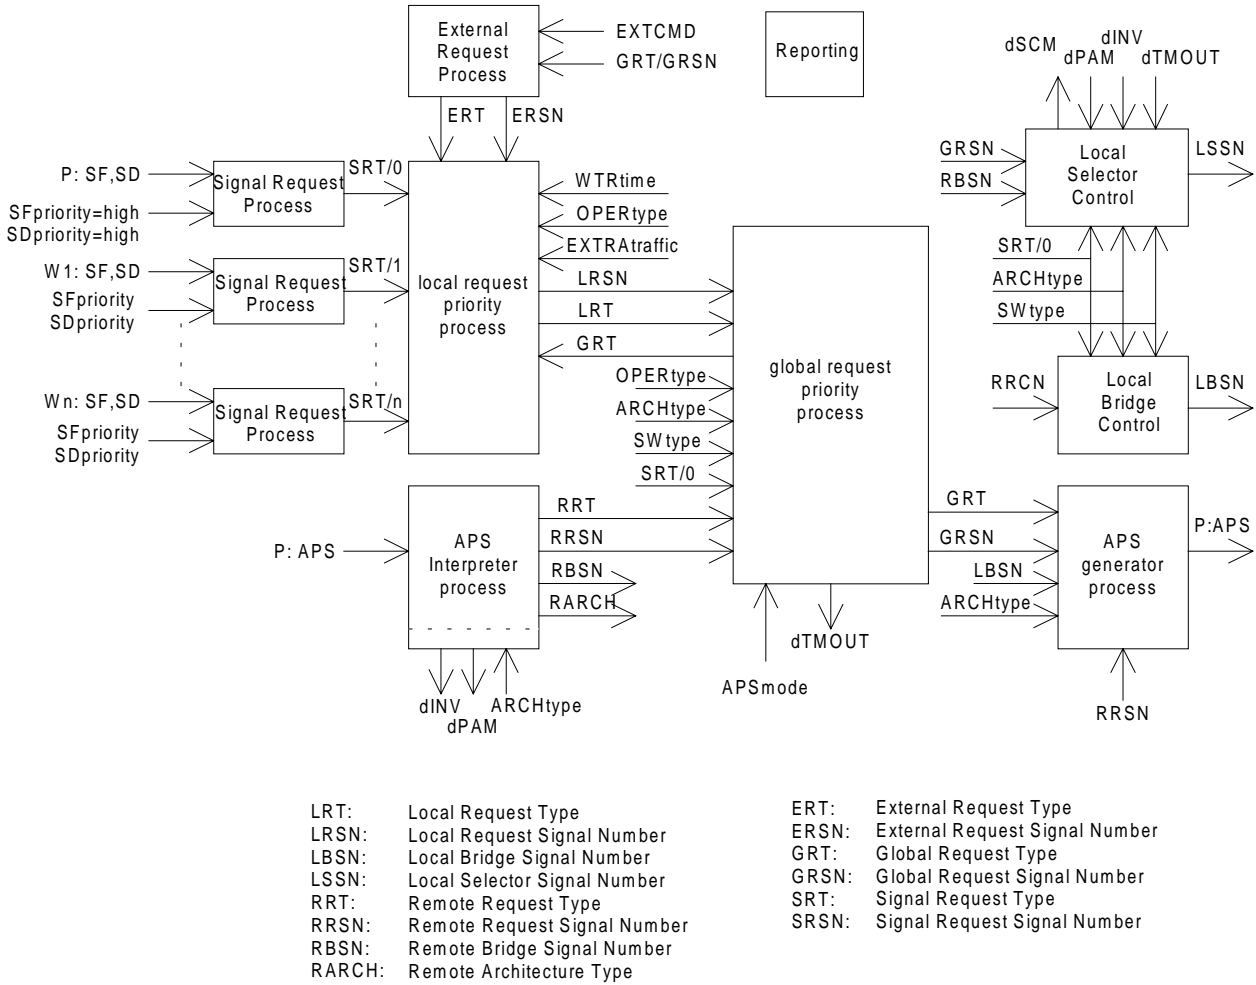 External
Request
Process
EXTCMD
GRT/GRSN
Reporting
dSCM
dINV
dPAM
dTMOUT
ERT
ERSN
P: SF,SD
SFpriority=high
SDpriority=high
Signal Request
Process
SRT/0
W1: SF,SD
SFpriority
SDpriority
Signal Request
Process
SRT/1
Wn: SF,SD
SFpriority
SDpriority
Signal Request
Process
SRT/n
local request
priority
process
WTRtime
OPERtype
EXTRAtraffic
LRSN
LRT
GRT
OPERtype
ARCHtype
SWtype
SRT/0
global request
priority
process
GRSN
RBSN
Local
Selector
Control
LSSN
SRT/0
ARCHtype
SWtype
RRCN
Local
Bridge
Control
LBSN
P: APS
APS
Interpreter
process
RRT
RRSN
RBSN
RARCH
dINV
dPAM
ARCHtype
APSmode
dTMOUT
GRT
GRSN
LBSN
ARCHtype
APS
generator
process
P:APS
RRSN
LRT: Local Request Type
LRSN: Local Request Signal Number
LBSN: Local Bridge Signal Number
LSSN: Local Selector Signal Number
RRT: Remote Request Type
RRSN: Remote Request Signal Number
RBSN: Remote Bridge Signal Number
RARCH: Remote Architecture Type
ERT: External Request Type
ERSN: External Request Signal Number
GRT: Global Request Type
GRSN: Global Request Signal Number
SRT: Signal Request Type
SRSN: Signal Request Signal Number